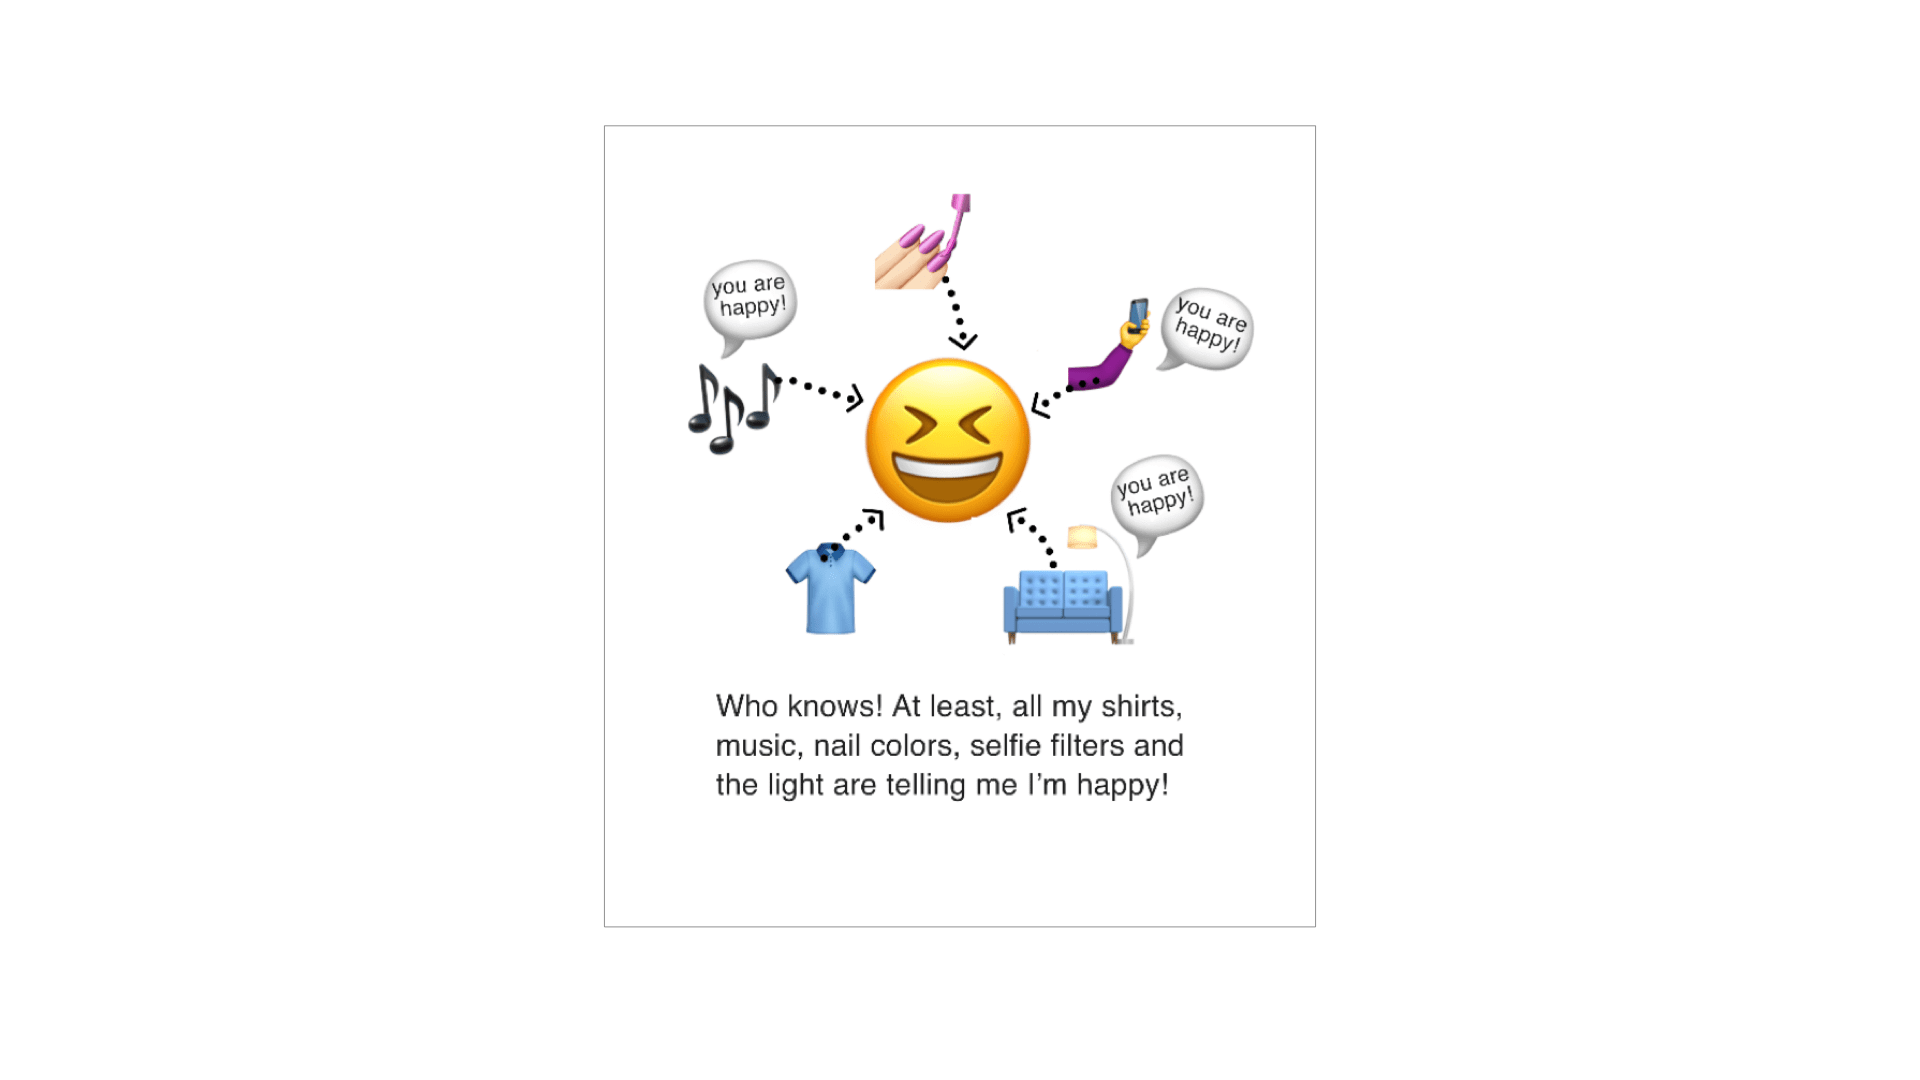 you are
happy!
you are
happy!
you are
happy!
Who knows! At least, all my shirts,
music, nail colors, selfie filters and
the light are telling me I’m happy!